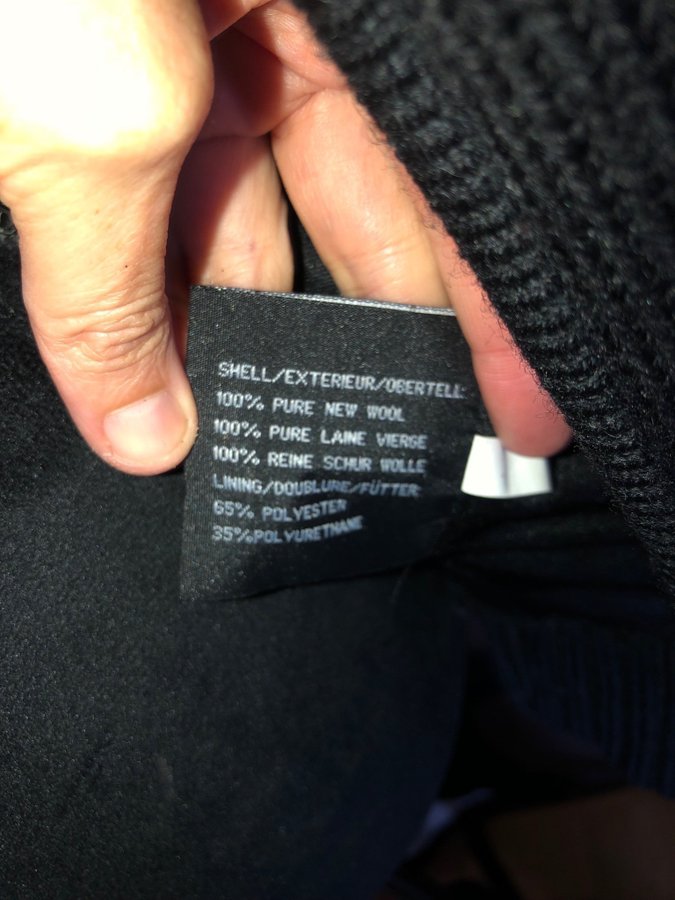 SHELL/EXTERIEUR/OBERTEIL
100% PURE NEW WOOL
100% PURE LAINE VIERGE
100% REINE SCHUR WOLLE
LINING/DOUBLURE/FÜTTER
65% POLYESTER
35%POLYURETHANE